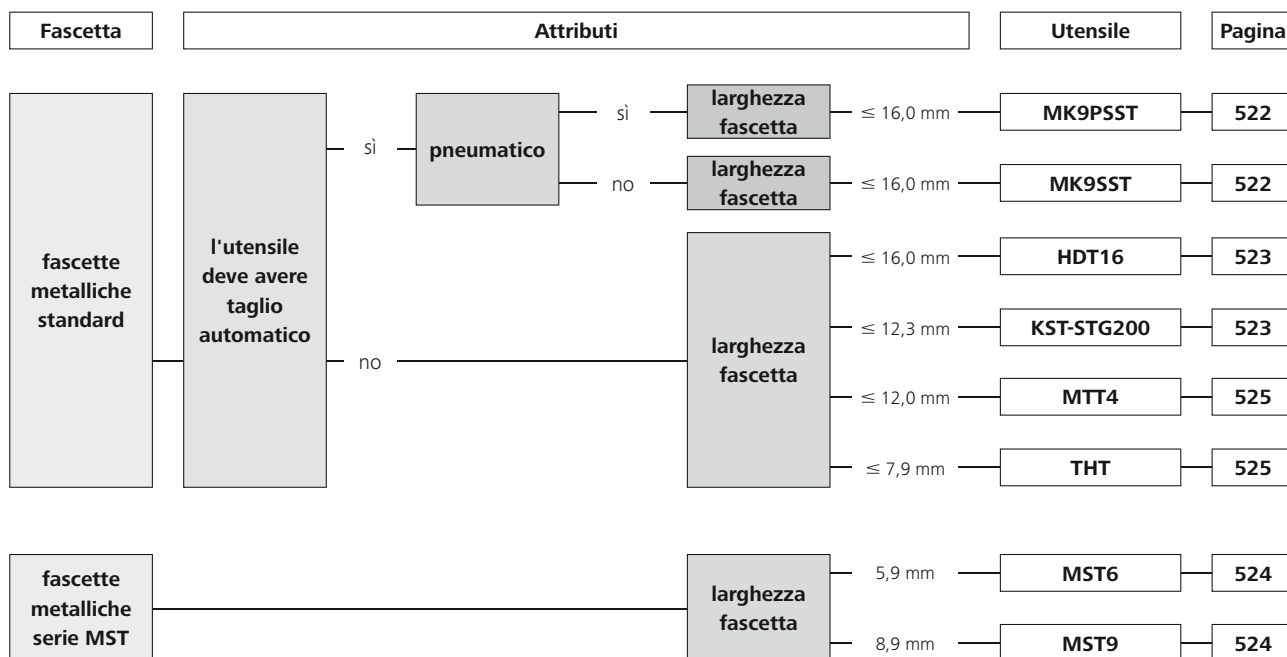 Fascetta
Attributi
Utensile
Pagina
fascette
metalliche
standard
l'utensile
deve avere
taglio
automatico
sì
pneumatico
sì
larghezza
fascetta
≤ 16,0 mm
MK9PSST
522
no
larghezza
fascetta
≤ 16,0 mm
MK9SST
522
no
larghezza
fascetta
≤ 16,0 mm
HDT16
523
≤ 12,3 mm
KST-STG200
523
≤ 12,0 mm
MTT4
525
≤ 7,9 mm
THT
525
fascette
metalliche
serie MST
larghezza
fascetta
5,9 mm
MST6
524
8,9 mm
MST9
524